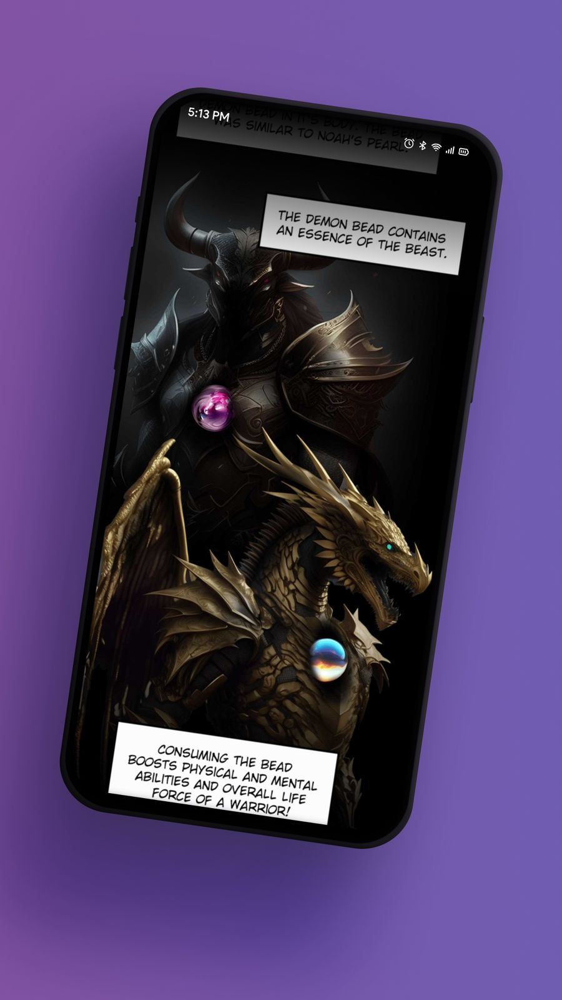 5:13 PM
DEMON BEAD IN IT'S BODY. THE BEAD
WAS SIMILAR TO NOAH'S PEARL.
THE DEMON BEAD CONTAINS
AN ESSENCE OF THE BEAST.
CONSUMING THE BEAD
BOOSTS PHYSICAL AND MENTAL
ABILITIES AND OVERALL LIFE
FORCE OF A WARRIOR!